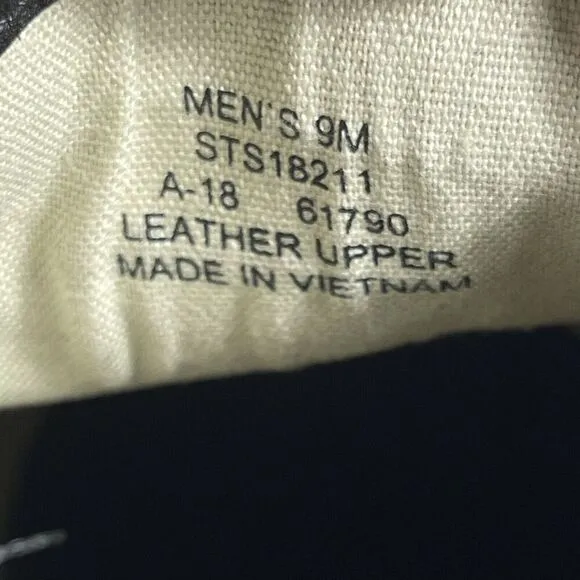 MEN'S 9M
STS18211
A-18 61790
LEATHER UPPER
MADE IN VIETNAM